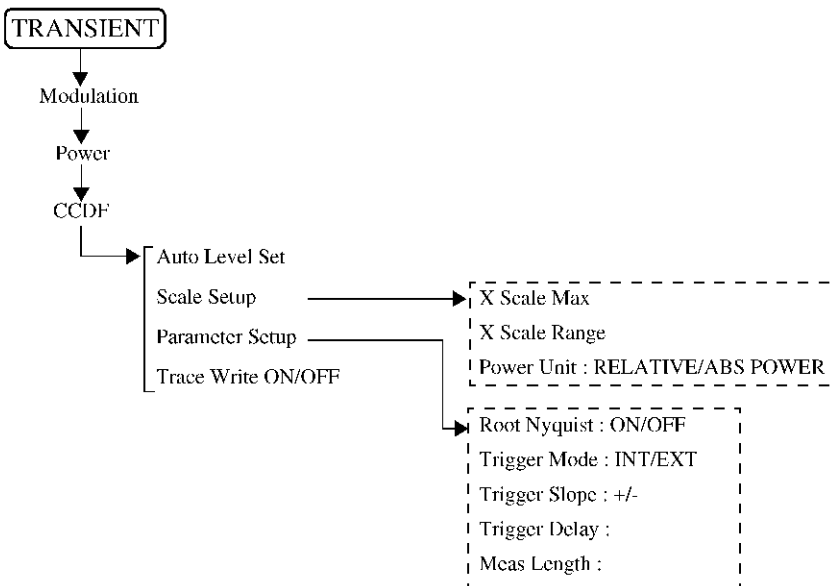 TRANSIENT
Modulation
Power
CCDF
Auto Level Set
Scale Setup
Parameter Setup
Trace Write ON/OFF
X Scale Max
X Scale Range
Power Unit : RELATIVE/ABS POWER
Root Nyquist : ON/OFF
Trigger Mode : INT/EXT
Trigger Slope : +/-
Trigger Delay :
Meas Length :